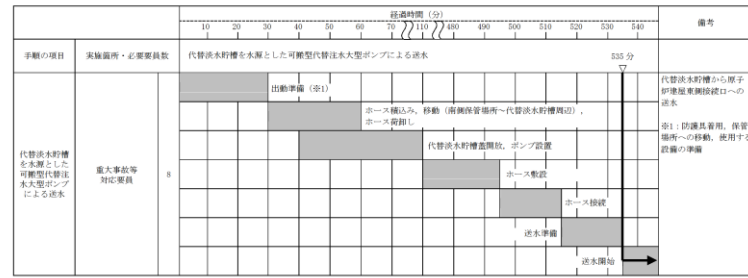 経過時間（分）
備考
10 20 30 40 50 60 70 480 490 500 510 520 530 540
手順の項目
実施箇所・必要要員数
代替淡水貯槽を水源とした可搬型代替注水大型ポンプによる送水
535 分
代替淡水貯槽
を水源とした
可搬型代替注
水大型ポンプ
による送水
重大事故等
対応要員
8
出動準備（※1）
ホース積込み，移動（南側保管場所～代替淡水貯槽周辺），
ホース荷卸し
代替淡水貯槽蓋開放，ポンプ設置
ホース敷設
ホース接続
送水準備
送水開始
代替淡水貯槽から原子
炉建屋東側接続口への
送水
※1：防護具着用，保管
場所への移動，使用する
設備の準備